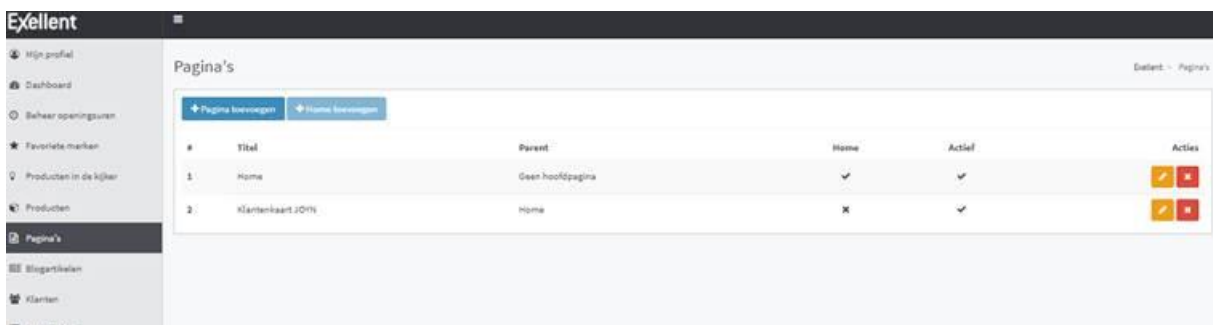 Exellent
Mijn profiel
Dashboard
Beheer openingsuren
Favoriete merken
Producten in de kijker
Producten
Pagina's
Blogartikelen
Klanten
Pagina's
Exellent > Pagina's
Pagina toevoegen
Home toevoegen
# Titel Parent Home Actief Acties
1 Home Geen hoofdpagina
2 Klantenkaart JOYN Home